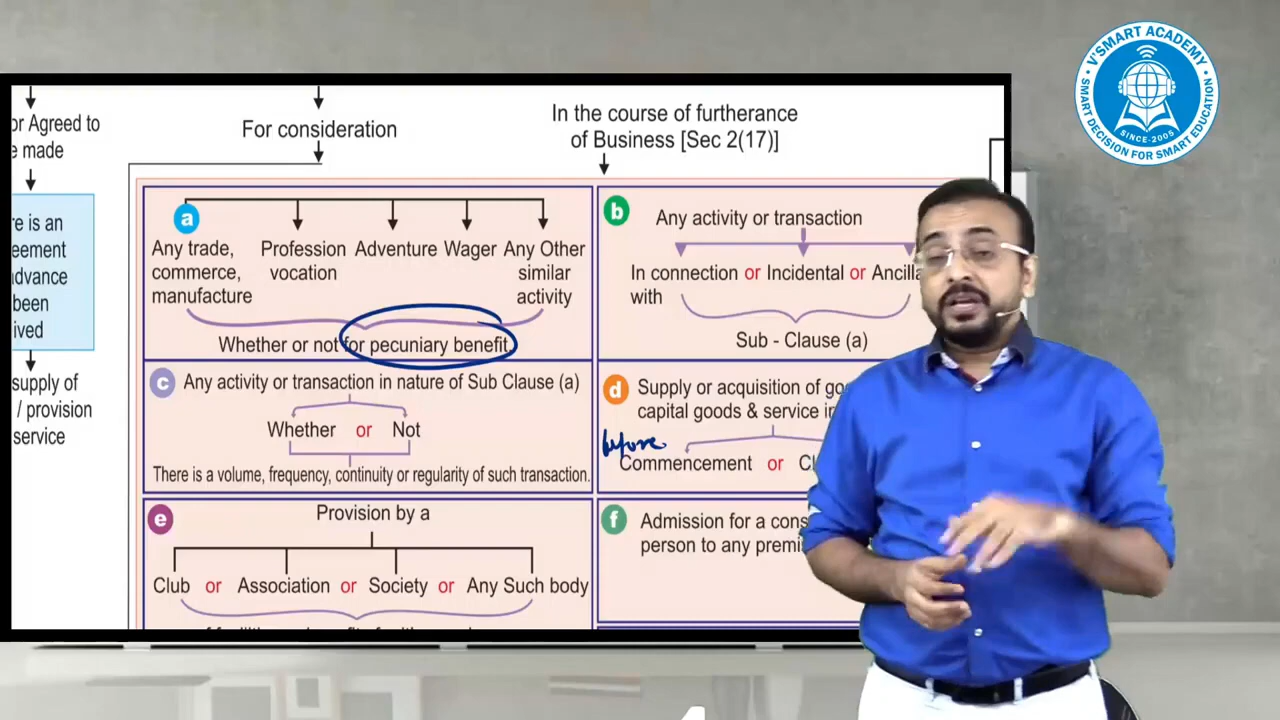 or Agreed to
e made
re is an
eement
dvance
been
ived
supply of
/ provision
service
For consideration
In the course of furtherance
of Business [Sec 2(17)]
a
Any trade,
commerce,
manufacture
Profession
vocation
Adventure
Wager
Any Other
similar
activity
Whether or not for pecuniary benefit
b
Any activity or transaction
In connection or Incidental or Ancilla
with
Sub - Clause (a)
c Any activity or transaction in nature of Sub Clause (a)
Whether or Not
There is a volume, frequency, continuity or regularity of such transaction.
d Supply or acquisition of go
capital goods & service in
before
Commencement or Cl
e
Provision by a
Club or Association or Society or Any Such body
f Admission for a cons
person to any premi
V'SMART ACADEMY
SINCE-2005
SMART DECISION FOR SMART EDUCATION